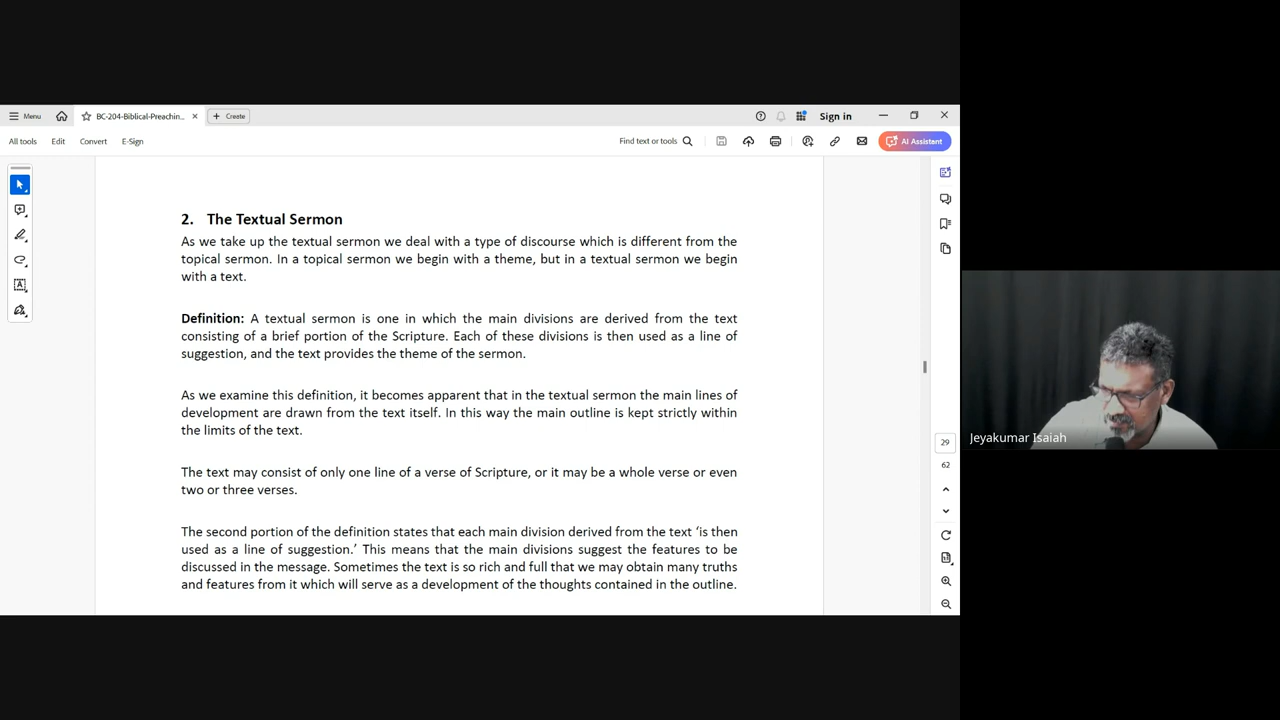 Menu
BC-204-Biblical-Preachin...
Create
Sign in
All tools
Edit
Convert
E-Sign
Find text or tools
AI Assistant
2. The Textual Sermon
As we take up the textual sermon we deal with a type of discourse which is different from the
topical sermon. In a topical sermon we begin with a theme, but in a textual sermon we begin
with a text.
Definition: A textual sermon is one in which the main divisions are derived from the text
consisting of a brief portion of the Scripture. Each of these divisions is then used as a line of
suggestion, and the text provides the theme of the sermon.
As we examine this definition, it becomes apparent that in the textual sermon the main lines of
development are drawn from the text itself. In this way the main outline is kept strictly within
the limits of the text.
The text may consist of only one line of a verse of Scripture, or it may be a whole verse or even
two or three verses.
The second portion of the definition states that each main division derived from the text ‘is then
used as a line of suggestion.’ This means that the main divisions suggest the features to be
discussed in the message. Sometimes the text is so rich and full that we may obtain many truths
and features from it which will serve as a development of the thoughts contained in the outline.
29
62
Jeyakumar Isaiah